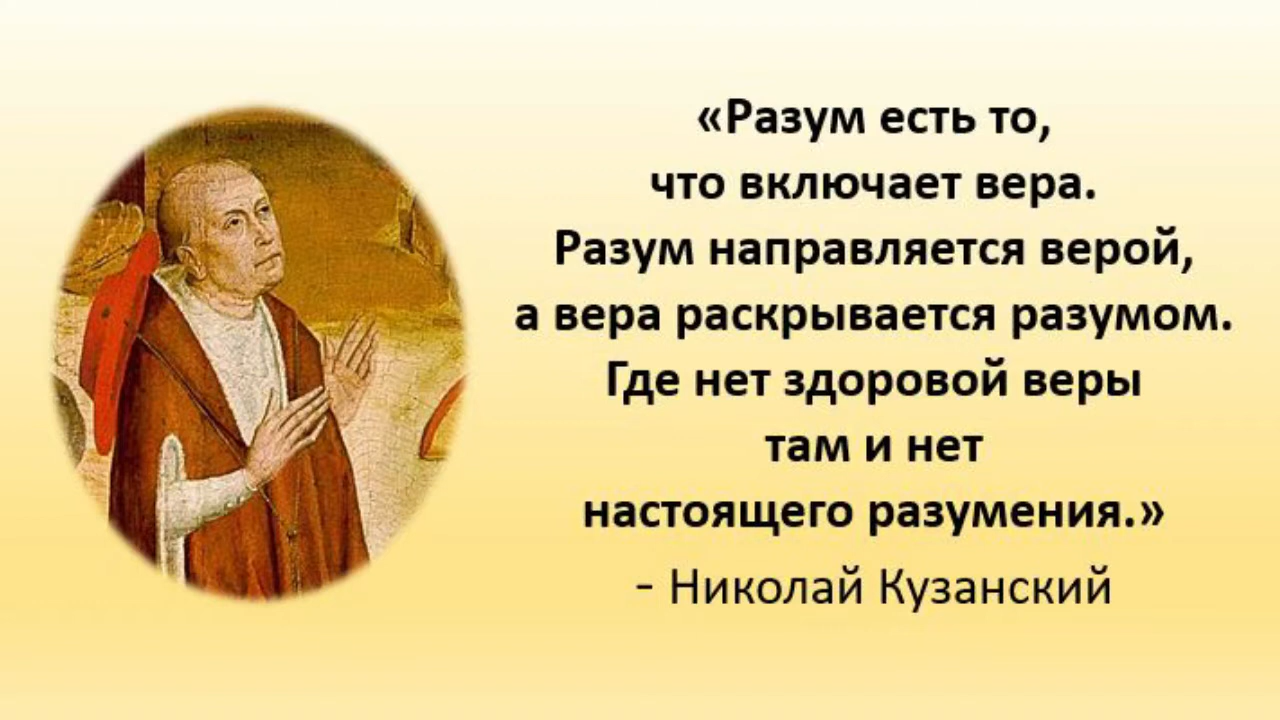 «Разум есть то,
что включает вера.
Разум направляется верой,
а вера раскрывается разумом.
Где нет здоровой веры
там и нет
настоящего разумения.»
- Николай Кузанский